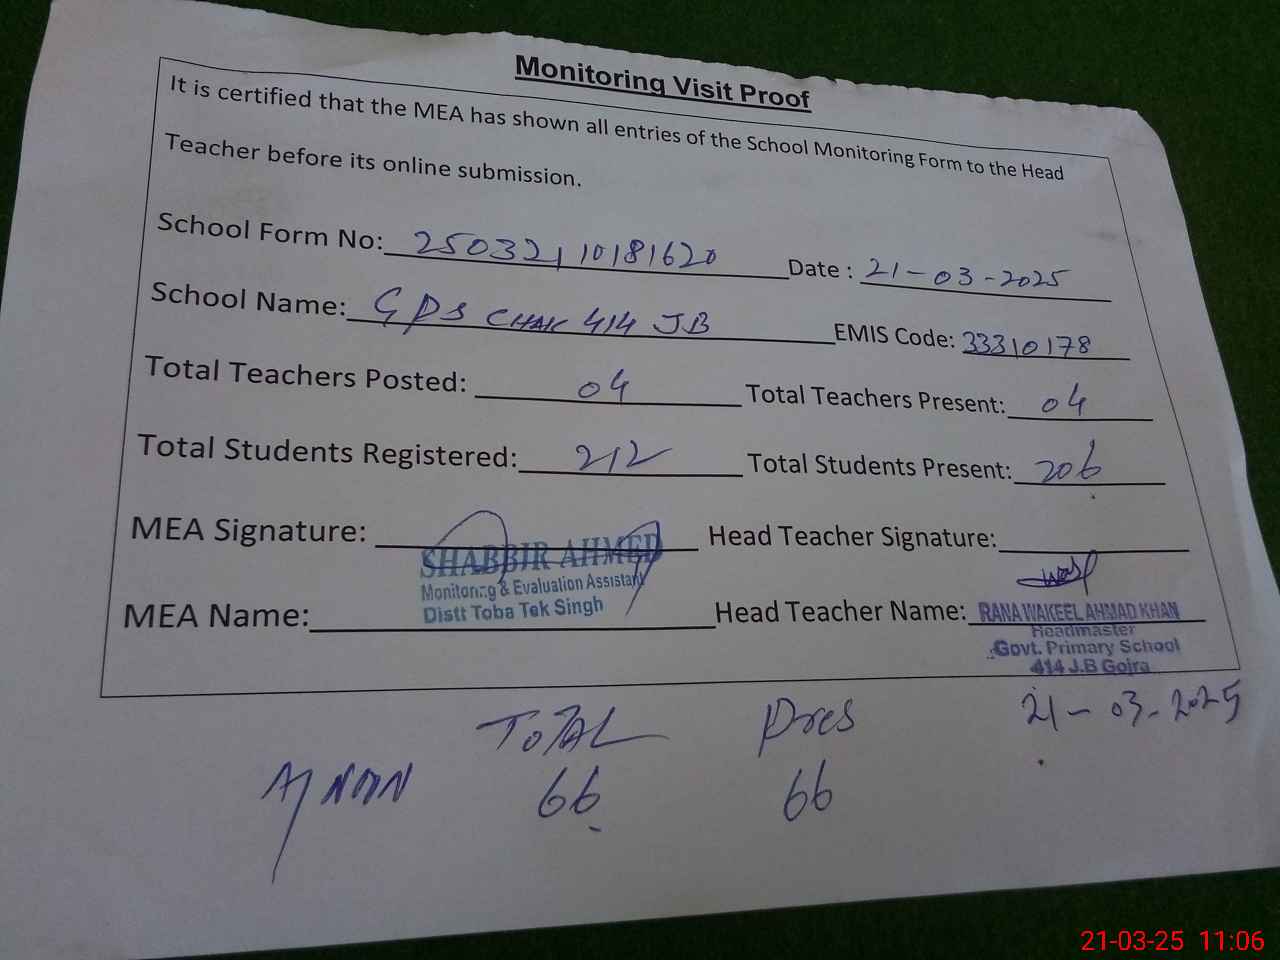 Monitoring Visit Proof
It is certified that the MEA has shown all entries of the School Monitoring Form to the Head
Teacher before its online submission.
School Form No: 25032110181620 Date : 21-03-2025
School Name: GPS CHAK 414 JB EMIS Code: 33310178
Total Teachers Posted: 04 Total Teachers Present: 04
Total Students Registered: 212 Total Students Present: 206
MEA Signature: Head Teacher Signature:
SHABBIR AHMED
Monitoring & Evaluation Assistant
Distt Toba Tek Singh
MEA Name: Head Teacher Name: RANA WAKEEL AHMAD KHAN
Headmaster
Govt. Primary School
414 J.B Gojra
21-03-2025
TOTAL Pres
66 66
21-03-25 11:06